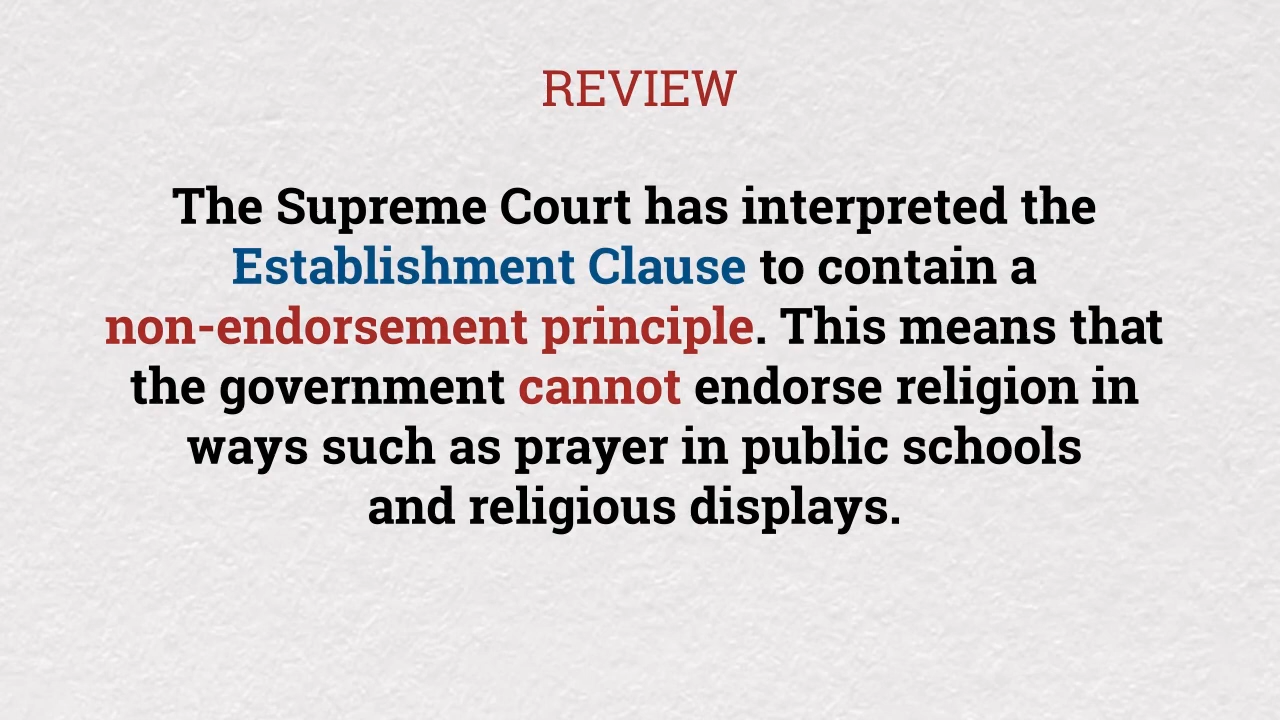 REVIEW
The Supreme Court has interpreted the
Establishment Clause to contain a
non-endorsement principle. This means that
the government cannot endorse religion in
ways such as prayer in public schools
and religious displays.